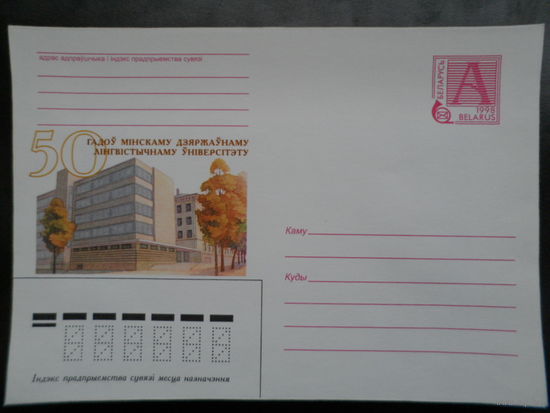 адрас адпраўшчыка і індэкс прадпрыемства сувязі
БЕЛАРУСЬ
А
1998
BELARUS
50
ГАДОЎ МІНСКАМУ ДЗЯРЖАЎНАМУ
ЛІНГВІСТЫЧНАМУ ЎНІВЕРСІТЭТУ
Каму
Куды
Індэкс прадпрыемства сувязі месца назначэння